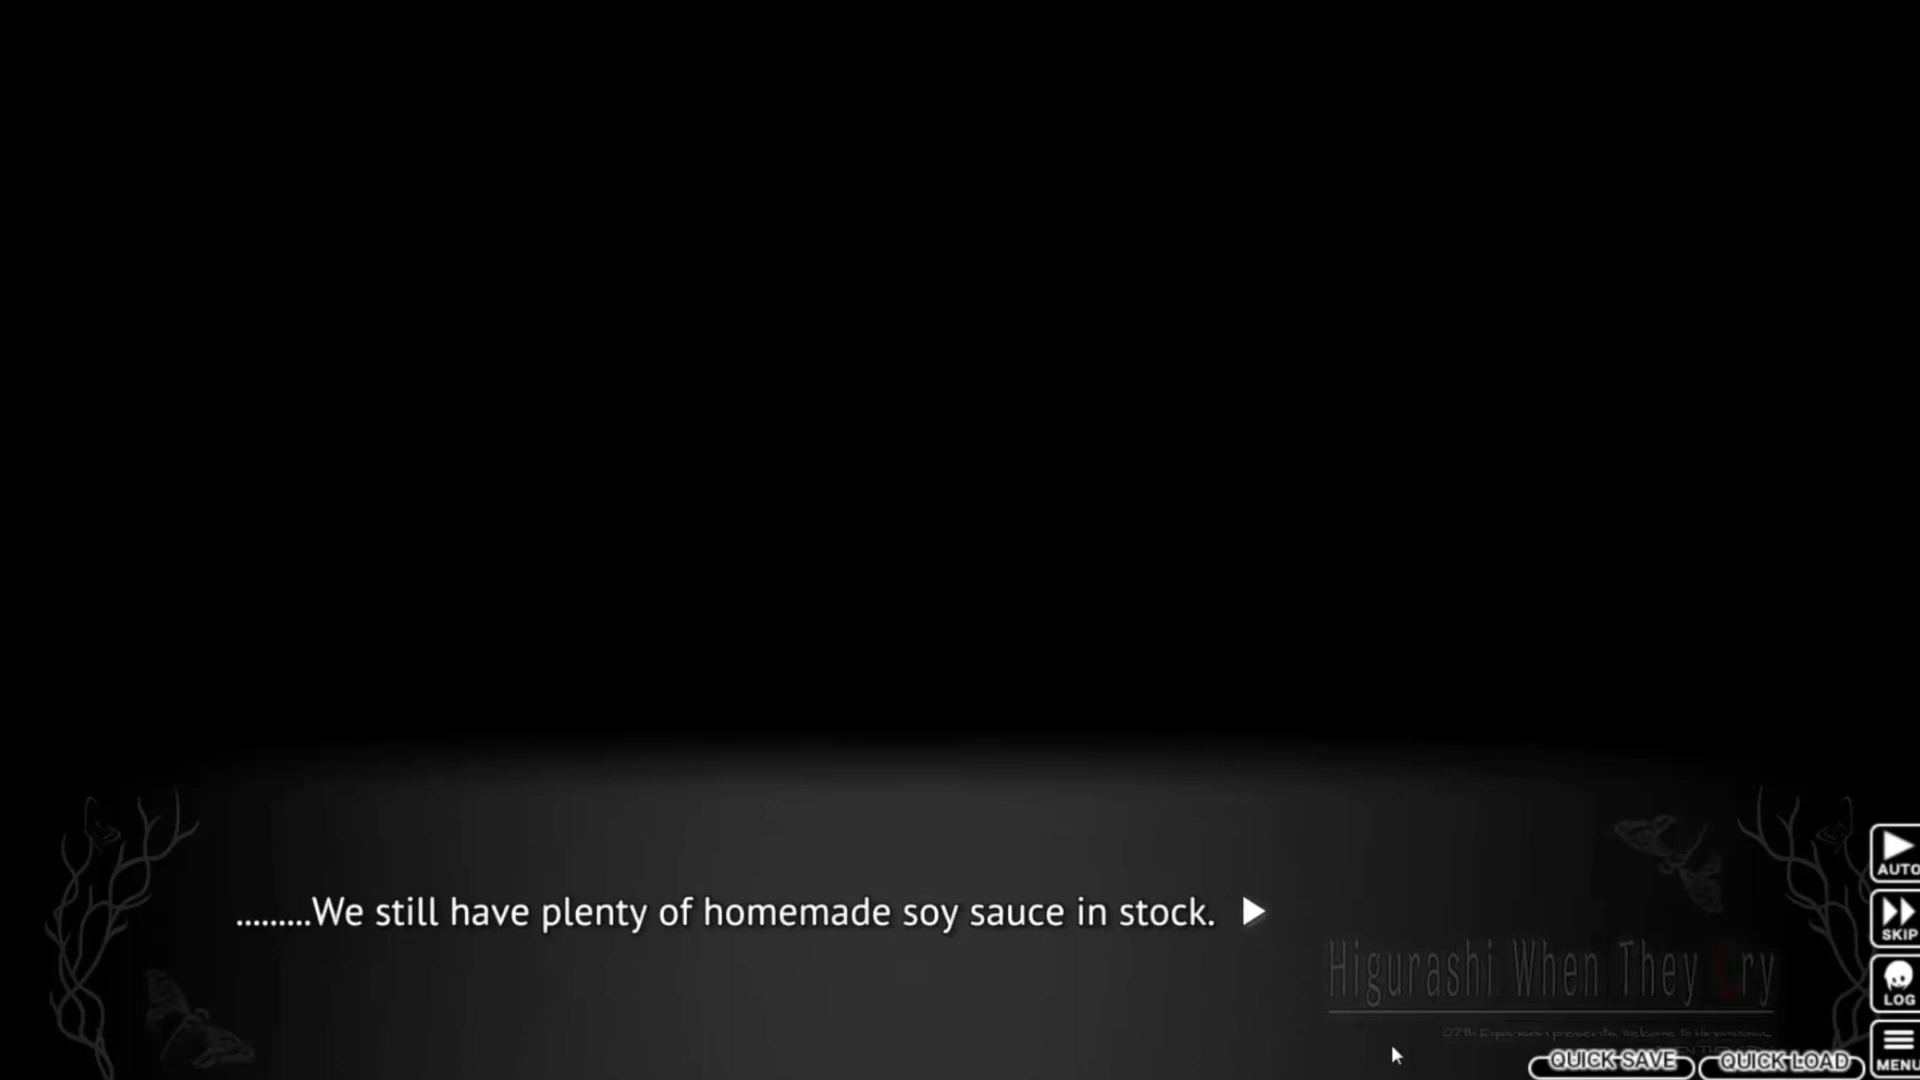 .........We still have plenty of homemade soy sauce in stock.
AUTO
SKIP
Higurashi When They Cry
LOG
MENU
QUICK SAVE
QUICK LOAD